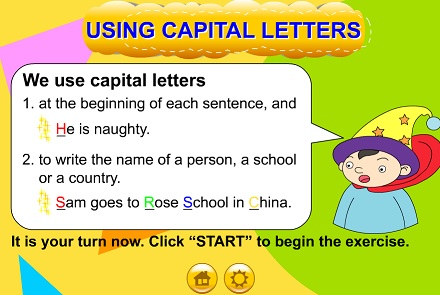 USING CAPITAL LETTERS
We use capital letters
1. at the beginning of each sentence, and
He is naughty.
2. to write the name of a person, a school
or a country.
Sam goes to Rose School in China.
It is your turn now. Click “START” to begin the exercise.